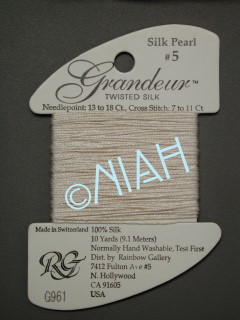 Silk Pearl
#5
Grandeur™
TWISTED SILK
Needlepoint: 13 to 18 Ct., Cross Stitch: 7 to 11 Ct
©NIAH
Made in Switzerland
100% Silk
10 Yards (9.1 Meters)
Normally Hand Washable, Test First
Dist. by Rainbow Gallery
7412 Fulton Ave #5
N. Hollywood
CA 91605
USA
RG
G961